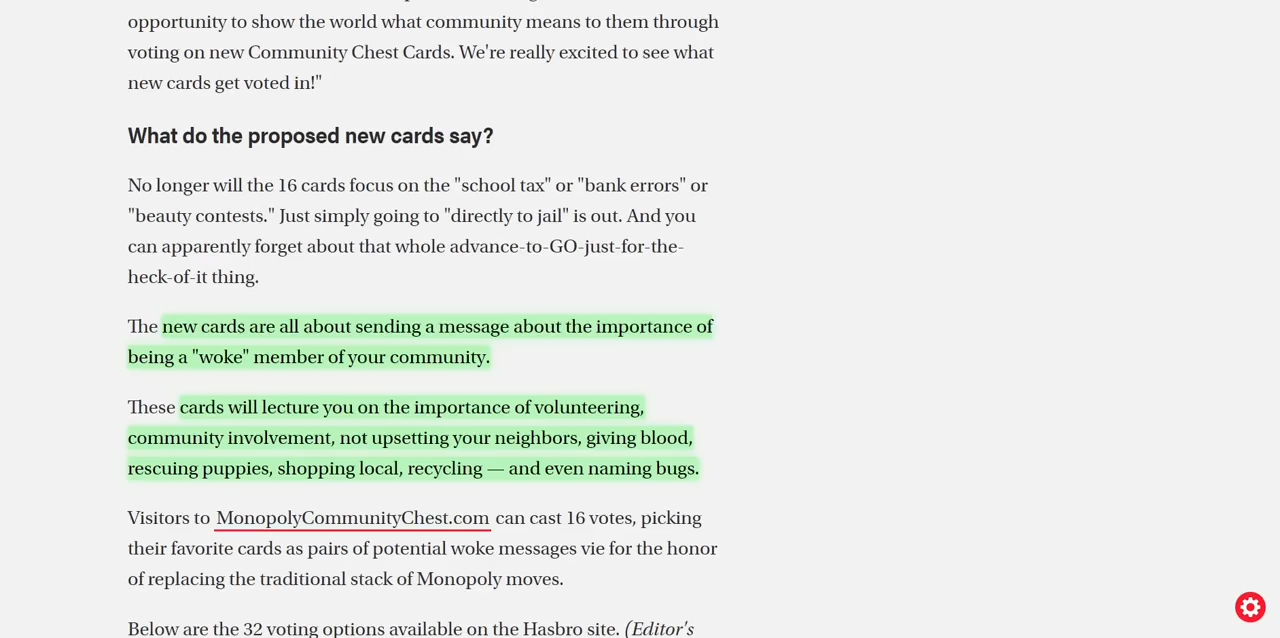 opportunity to show the world what community means to them through
voting on new Community Chest Cards. We're really excited to see what
new cards get voted in!"
What do the proposed new cards say?
No longer will the 16 cards focus on the "school tax" or "bank errors" or
"beauty contests." Just simply going to "directly to jail" is out. And you
can apparently forget about that whole advance-to-GO-just-for-the-
heck-of-it thing.
The new cards are all about sending a message about the importance of
being a "woke" member of your community.
These cards will lecture you on the importance of volunteering,
community involvement, not upsetting your neighbors, giving blood,
rescuing puppies, shopping local, recycling — and even naming bugs.
Visitors to MonopolyCommunityChest.com can cast 16 votes, picking
their favorite cards as pairs of potential woke messages vie for the honor
of replacing the traditional stack of Monopoly moves.
Below are the 32 voting options available on the Hasbro site. (Editor's